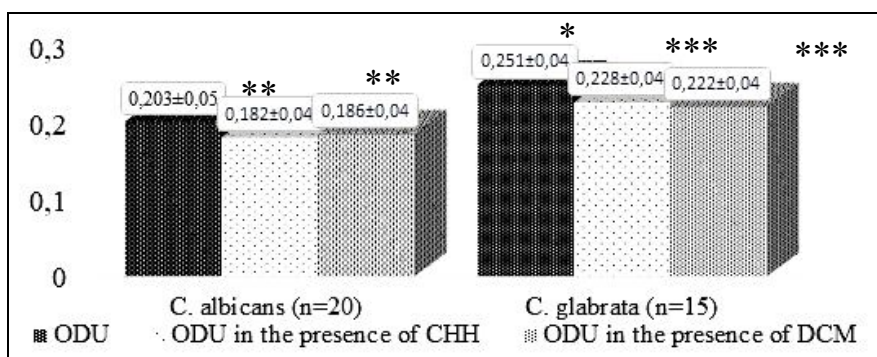 0,3
* *** ***
0,251±0,04
** **
0,228±0,04 0,222±0,04
0,203±0,05 0,182±0,04 0,186±0,04
0,2
0,1
0
C. albicans (n=20) C. glabrata (n=15)
ODU ODU in the presence of CHH ODU in the presence of DCM